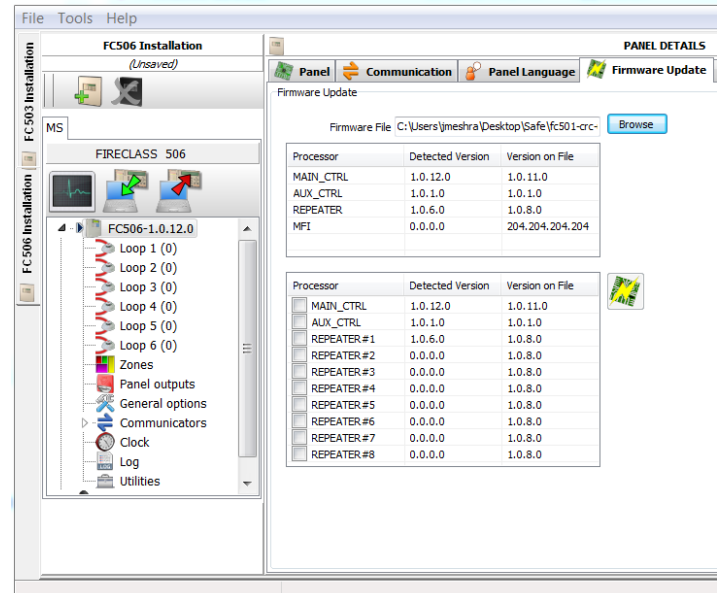 File Tools Help
FC503 Installation
FC506 Installation
FC506 Installation
(Unsaved)
MS
FIRECLASS 506
FC506-1.0.12.0
Loop 1 (0)
Loop 2 (0)
Loop 3 (0)
Loop 4 (0)
Loop 5 (0)
Loop 6 (0)
Zones
Panel outputs
General options
Communicators
Clock
LOG
Log
Utilities
PANEL DETAILS
Panel Communication Panel Language Firmware Update
Firmware Update
Firmware File C:\Users\jmeshra\Desktop\Safe\fc501-crc- Browse
Processor Detected Version Version on File
MAIN_CTRL 1.0.12.0 1.0.11.0
AUX_CTRL 1.0.1.0 1.0.1.0
REPEATER 1.0.6.0 1.0.8.0
MFI 0.0.0.0 204.204.204.204
Processor Detected Version Version on File
MAIN_CTRL 1.0.12.0 1.0.11.0
AUX_CTRL 1.0.1.0 1.0.1.0
REPEATER#1 1.0.6.0 1.0.8.0
REPEATER#2 0.0.0.0 1.0.8.0
REPEATER#3 0.0.0.0 1.0.8.0
REPEATER#4 0.0.0.0 1.0.8.0
REPEATER#5 0.0.0.0 1.0.8.0
REPEATER#6 0.0.0.0 1.0.8.0
REPEATER#7 0.0.0.0 1.0.8.0
REPEATER#8 0.0.0.0 1.0.8.0